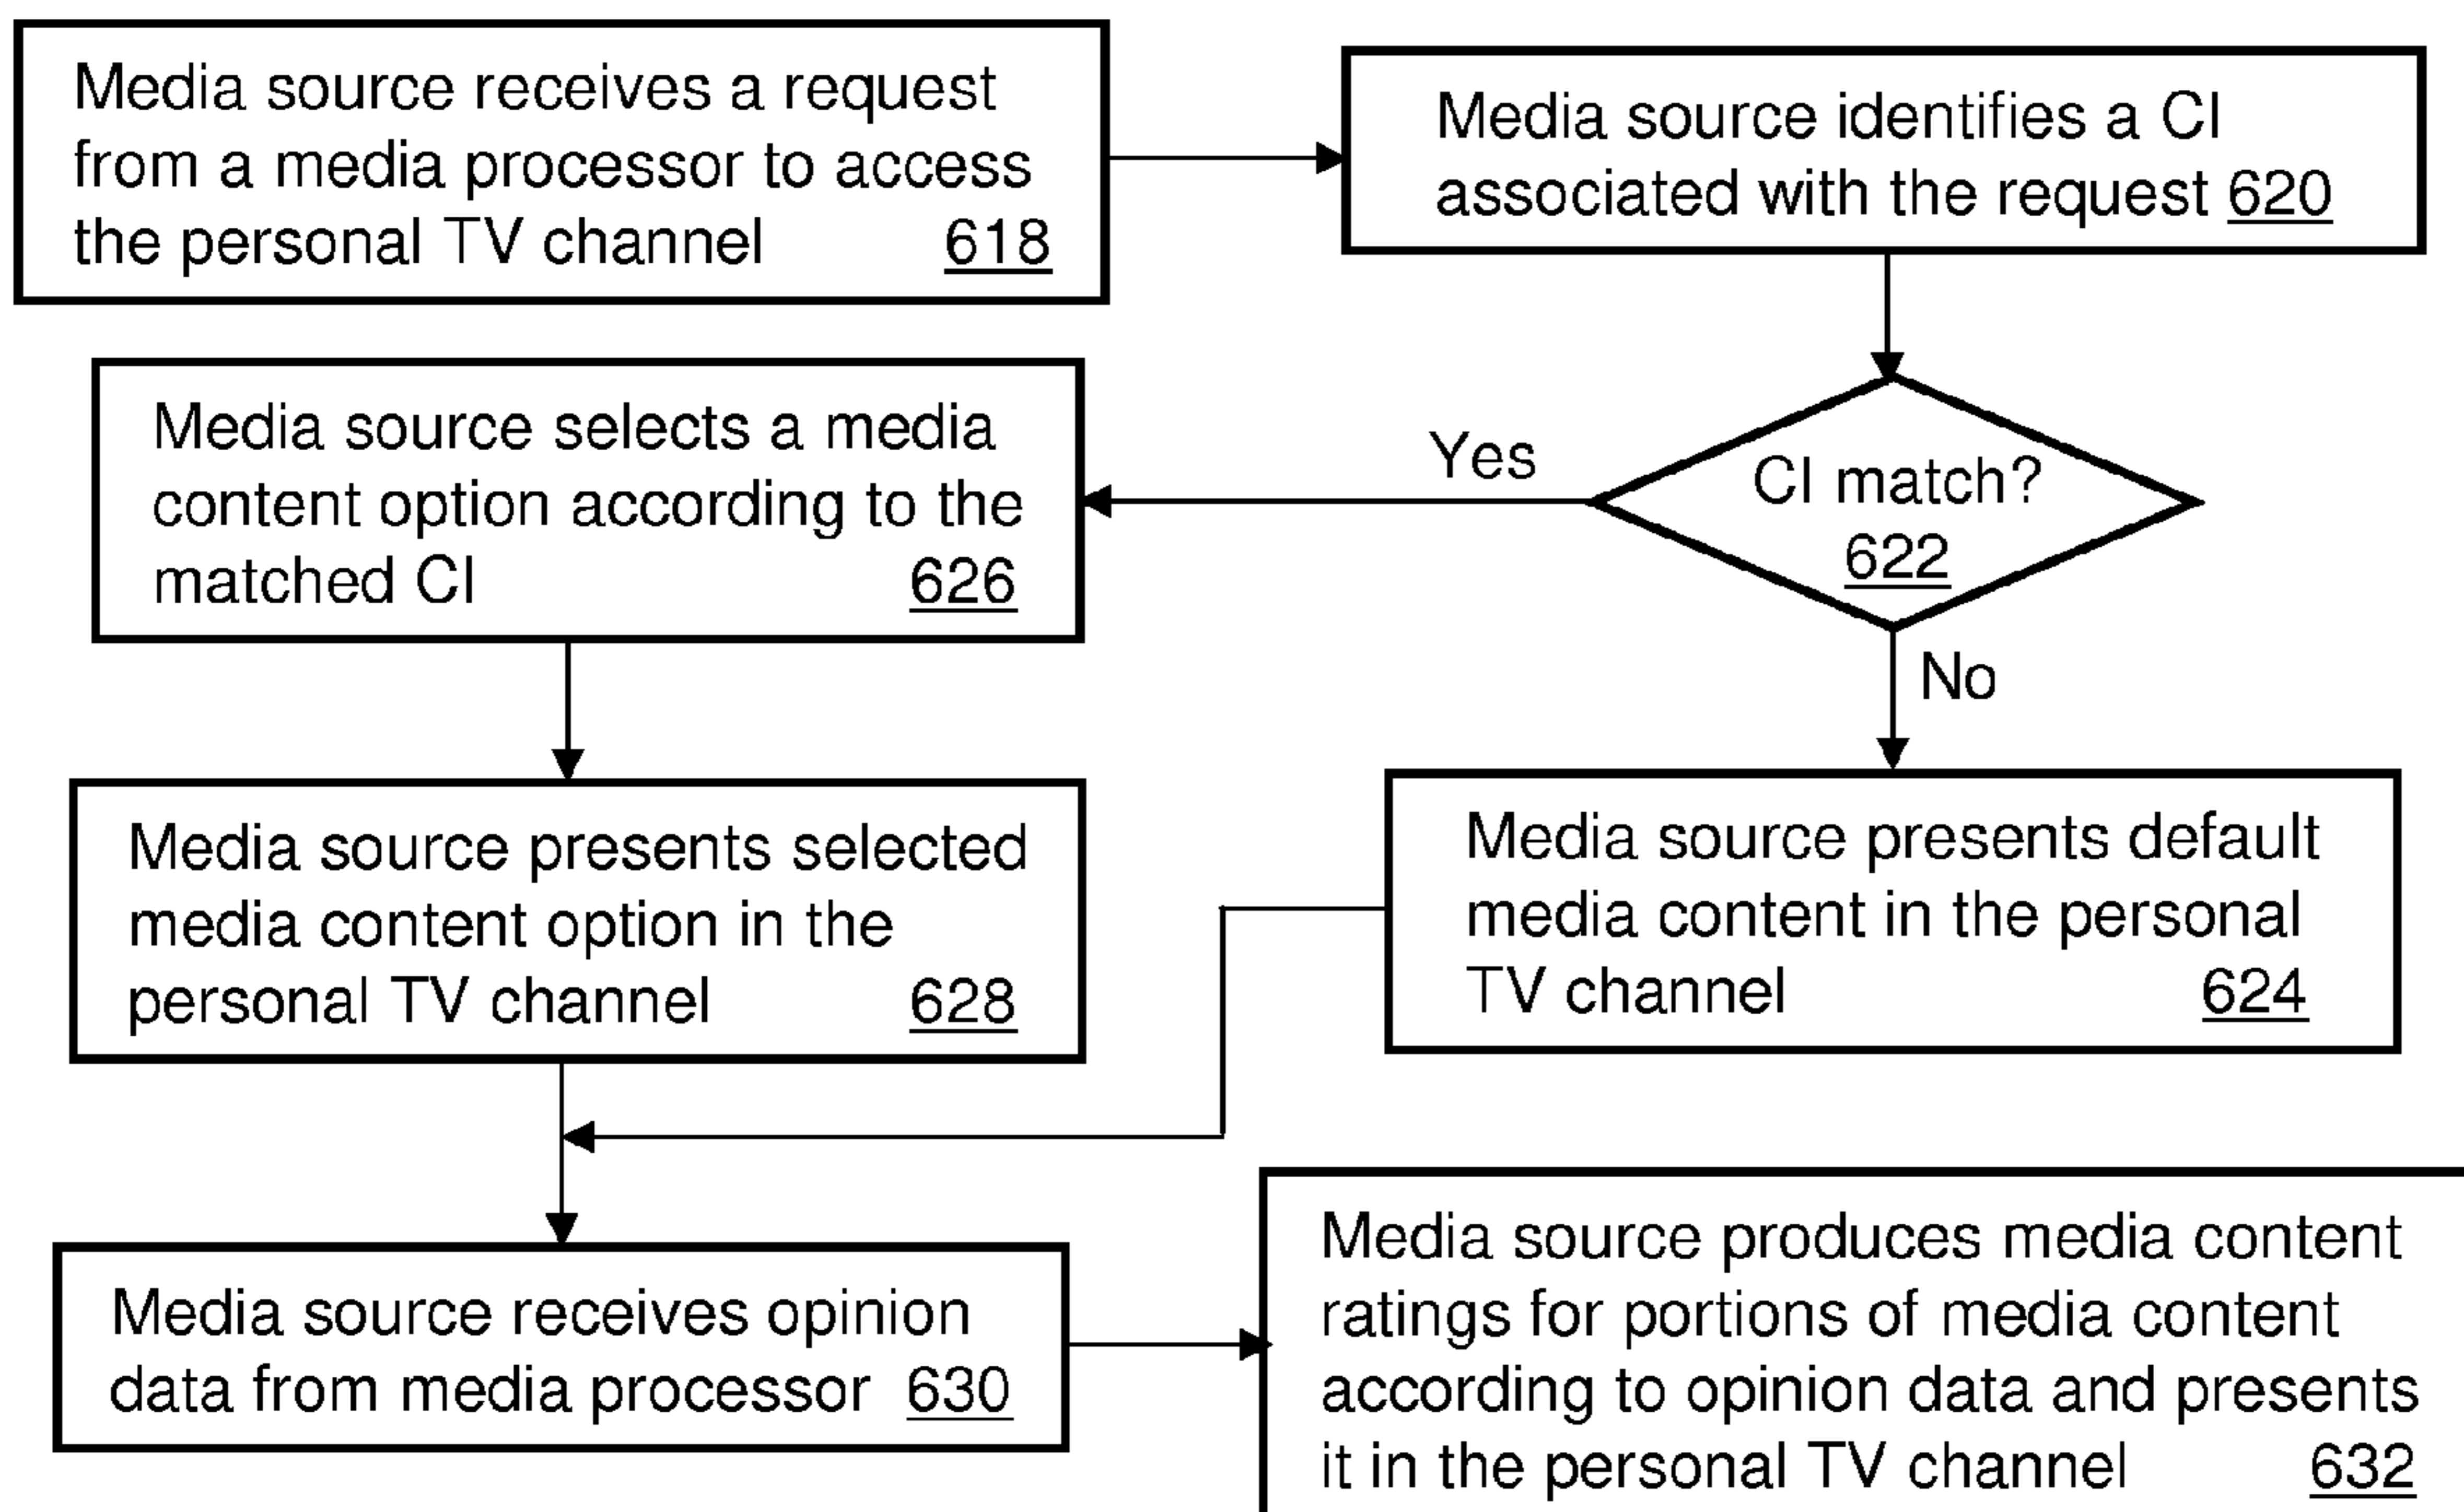 Media source receives a request
from a media processor to access
the personal TV channel 618
Media source identifies a CI
associated with the request 620
CI match?
622
Yes
No
Media source selects a media
content option according to the
matched CI 626
Media source presents selected
media content option in the
personal TV channel 628
Media source presents default
media content in the personal
TV channel 624
Media source receives opinion
data from media processor 630
Media source produces media content
ratings for portions of media content
according to opinion data and presents
it in the personal TV channel 632